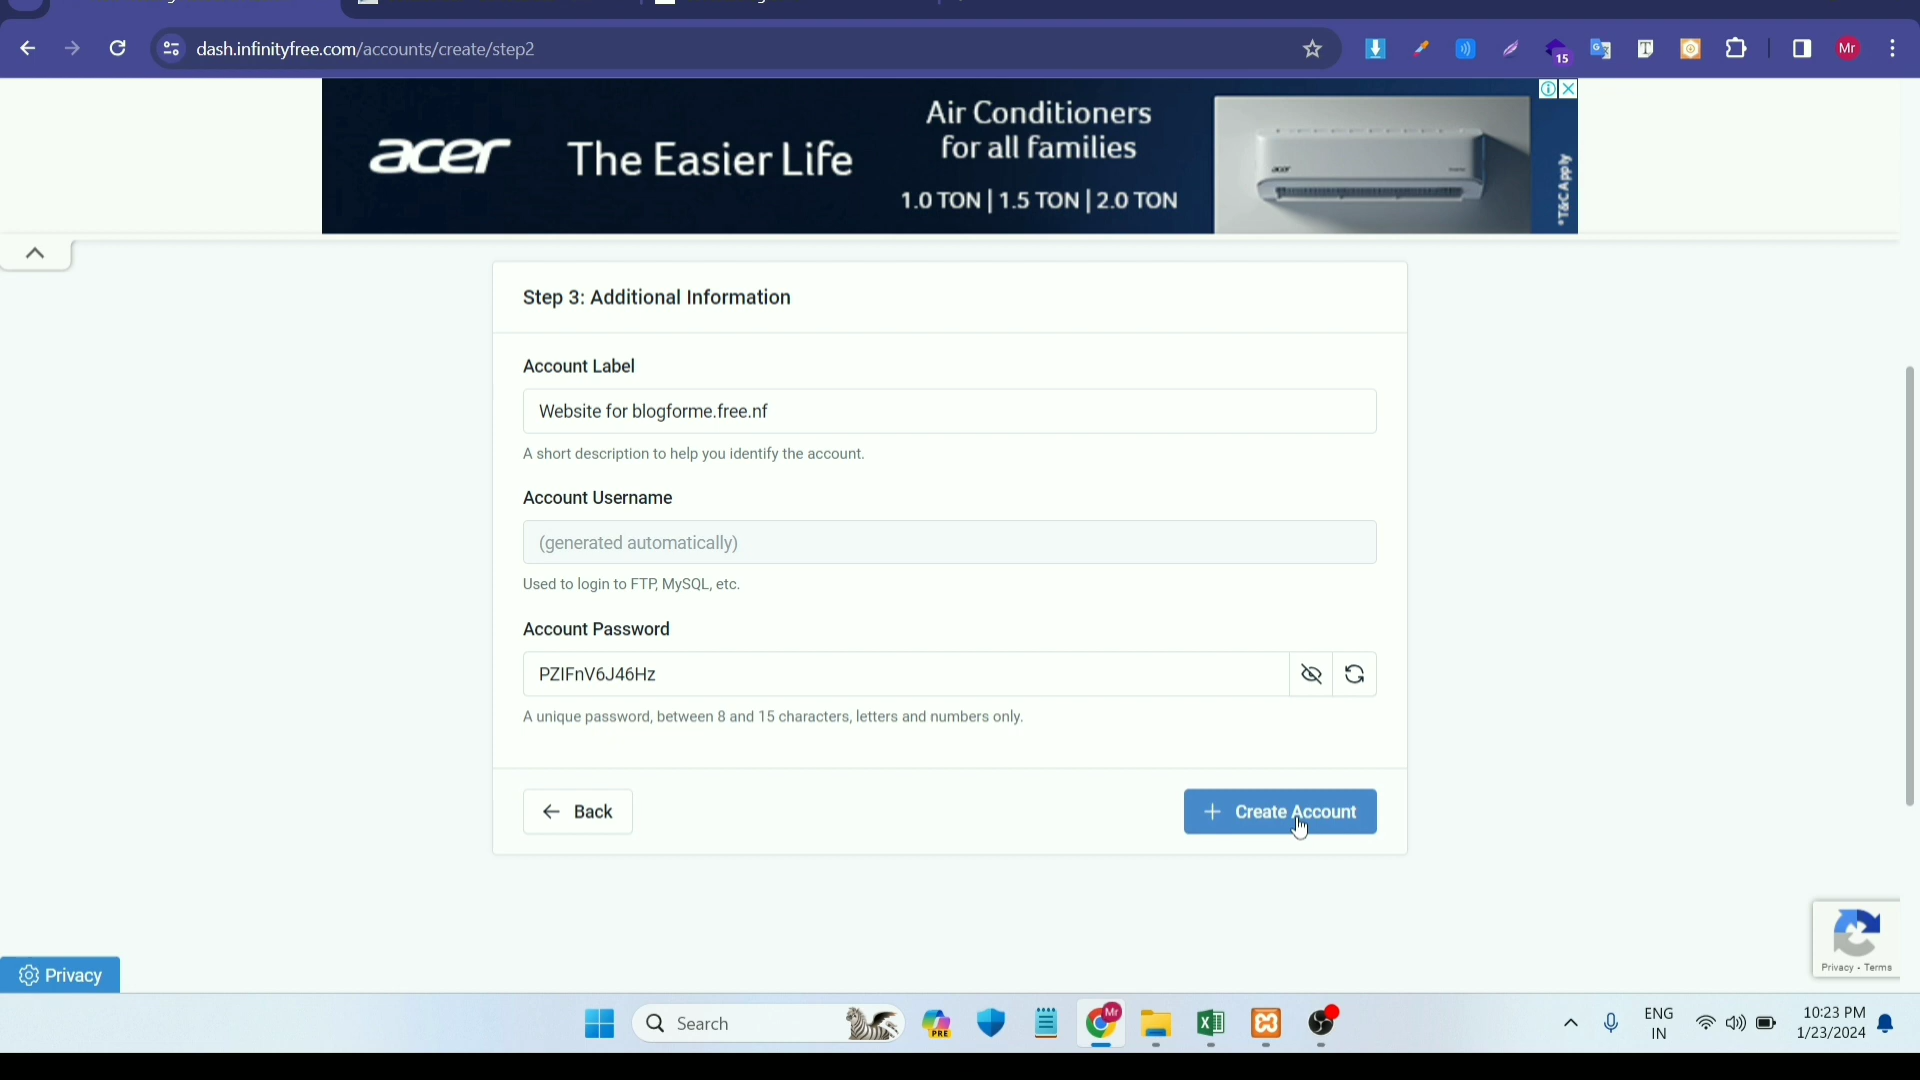 dash.infinityfree.com/accounts/create/step2
15
Mr
acer
The Easier Life
Air Conditioners
for all families
1.0 TON | 1.5 TON | 2.0 TON
*T&C Apply
Step 3: Additional Information
Account Label
Website for blogforme.free.nf
A short description to help you identify the account.
Account Username
(generated automatically)
Used to login to FTP, MySQL, etc.
Account Password
PZIFnV6J46Hz
A unique password, between 8 and 15 characters, letters and numbers only.
Back
Create Account
Privacy - Terms
Privacy
Search
PRE
Mr
ENG
IN
10:23 PM
1/23/2024